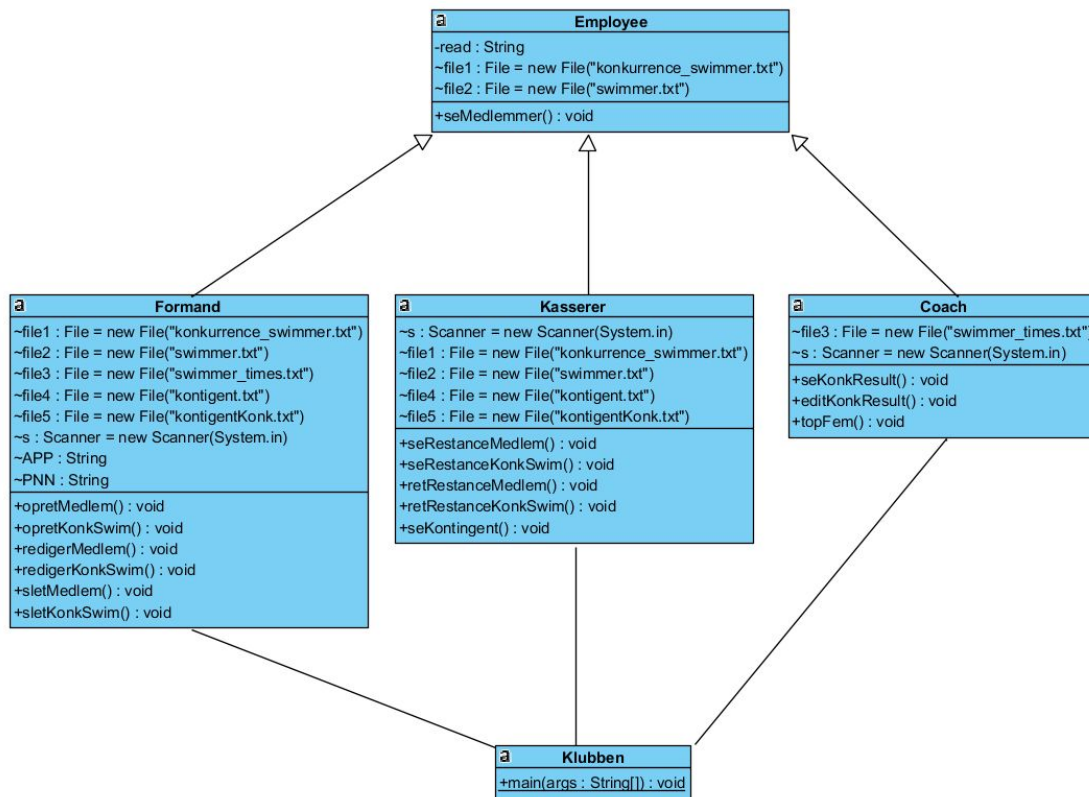 a
Employee
-read : String
~file1 : File = new File("konkurrence_swimmer.txt")
~file2 : File = new File("swimmer.txt")
+seMedlemmer() : void
a
Formand
~file1 : File = new File("konkurrence_swimmer.txt")
~file2 : File = new File("swimmer.txt")
~file3 : File = new File("swimmer_times.txt")
~file4 : File = new File("kontigent.txt")
~file5 : File = new File("kontigentKonk.txt")
~s : Scanner = new Scanner(System.in)
~APP : String
~PNN : String
+opretMedlem() : void
+opretKonkSwim() : void
+redigerMedlem() : void
+redigerKonkSwim() : void
+sletMedlem() : void
+sletKonkSwim() : void
a
Kasserer
~s : Scanner = new Scanner(System.in)
~file1 : File = new File("konkurrence_swimmer.txt")
~file2 : File = new File("swimmer.txt")
~file4 : File = new File("kontigent.txt")
~file5 : File = new File("kontigentKonk.txt")
+seRestanceMedlem() : void
+seRestanceKonkSwim() : void
+retRestanceMedlem() : void
+retRestanceKonkSwim() : void
+seKontingent() : void
a
Coach
~file3 : File = new File("swimmer_times.txt")
~s : Scanner = new Scanner(System.in)
+seKonkResult() : void
+editKonkResult() : void
+topFem() : void
a
Klubben
+main(args : String[]) : void